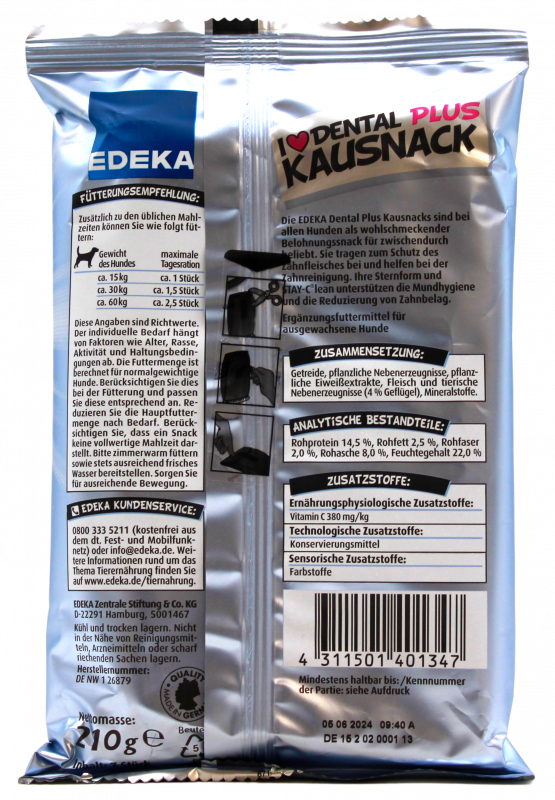 EDEKA
FÜTTERUNGSEMPFEHLUNG:
Zusätzlich zu den üblichen Mahl-
zeiten können Sie wie folgt füt-
tern:
Gewicht maximale
des Hundes Tagesration
ca. 15 kg ca. 1 Stück
ca. 30 kg ca. 1,5 Stück
ca. 60 kg ca. 2,5 Stück
Diese Angaben sind Richtwerte.
Der individuelle Bedarf hängt
von Faktoren wie Alter, Rasse,
Aktivität und Haltungsbedin-
gungen ab. Die Futtermenge ist
berechnet für normalgewichtige
Hunde. Berücksichtigen Sie dies
bei der Fütterung und passen
Sie diese entsprechend an. Re-
duzieren Sie die Hauptfutter-
menge nach Bedarf. Berück-
sichtigen Sie, dass ein Snack
keine vollwertige Mahlzeit dar-
stellt. Bitte zimmerwarm füttern
sowie stets ausreichend frisches
Wasser bereitstellen. Sorgen Sie
für ausreichende Bewegung.
EDEKA KUNDENSERVICE:
0800 333 5211 (kostenfrei aus
dem dt. Fest- und Mobilfunk-
netz) oder info@edeka.de. Wei-
tere Informationen rund um das
Thema Tierernährung finden Sie
auf www.edeka.de/tiernahrung.
EDEKA Zentrale Stiftung & Co. KG
D-22291 Hamburg, 5001467
Kühl und trocken lagern. Nicht
in der Nähe von Reinigungsmit-
teln, Arzneimitteln oder scharf
riechenden Sachen lagern.
Herstellernummer:
DE NW 1 26879
QUALITY
MADE IN GERM
Nettomasse:
210 g e
Beute
5
I DENTAL PLUS
KAUSNACK
Die EDEKA Dental Plus Kausnacks sind bei
allen Hunden als wohlschmeckender
Belohnungssnack für zwischendurch
beliebt. Sie tragen zum Schutz des
Zahnfleisches bei und helfen bei der
Zahnreinigung. Ihre Sternform und
STAY-C lean unterstützen die Mundhygiene
und die Reduzierung von Zahnbelag.
Ergänzungsfuttermittel für
ausgewachsene Hunde
ZUSAMMENSETZUNG:
Getreide, pflanzliche Nebenerzeugnisse, pflanz-
liche Eiweißextrakte, Fleisch und tierische
Nebenerzeugnisse (4 % Geflügel), Mineralstoffe.
ANALYTISCHE BESTANDTEILE:
Rohprotein 14,5 %, Rohfett 2,5 %, Rohfaser
2,0 %, Rohasche 8,0 %, Feuchtegehalt 22,0 %
ZUSATZSTOFFE:
Ernährungsphysiologische Zusatzstoffe:
Vitamin C 380 mg/kg
Technologische Zusatzstoffe:
Konservierungsmittel
Sensorische Zusatzstoffe:
Farbstoffe
4 311501 401347
Mindestens haltbar bis:/Kennnummer
der Partie: siehe Aufdruck
05 06 2024 09:40 A
DE 15 2 02 0001 13